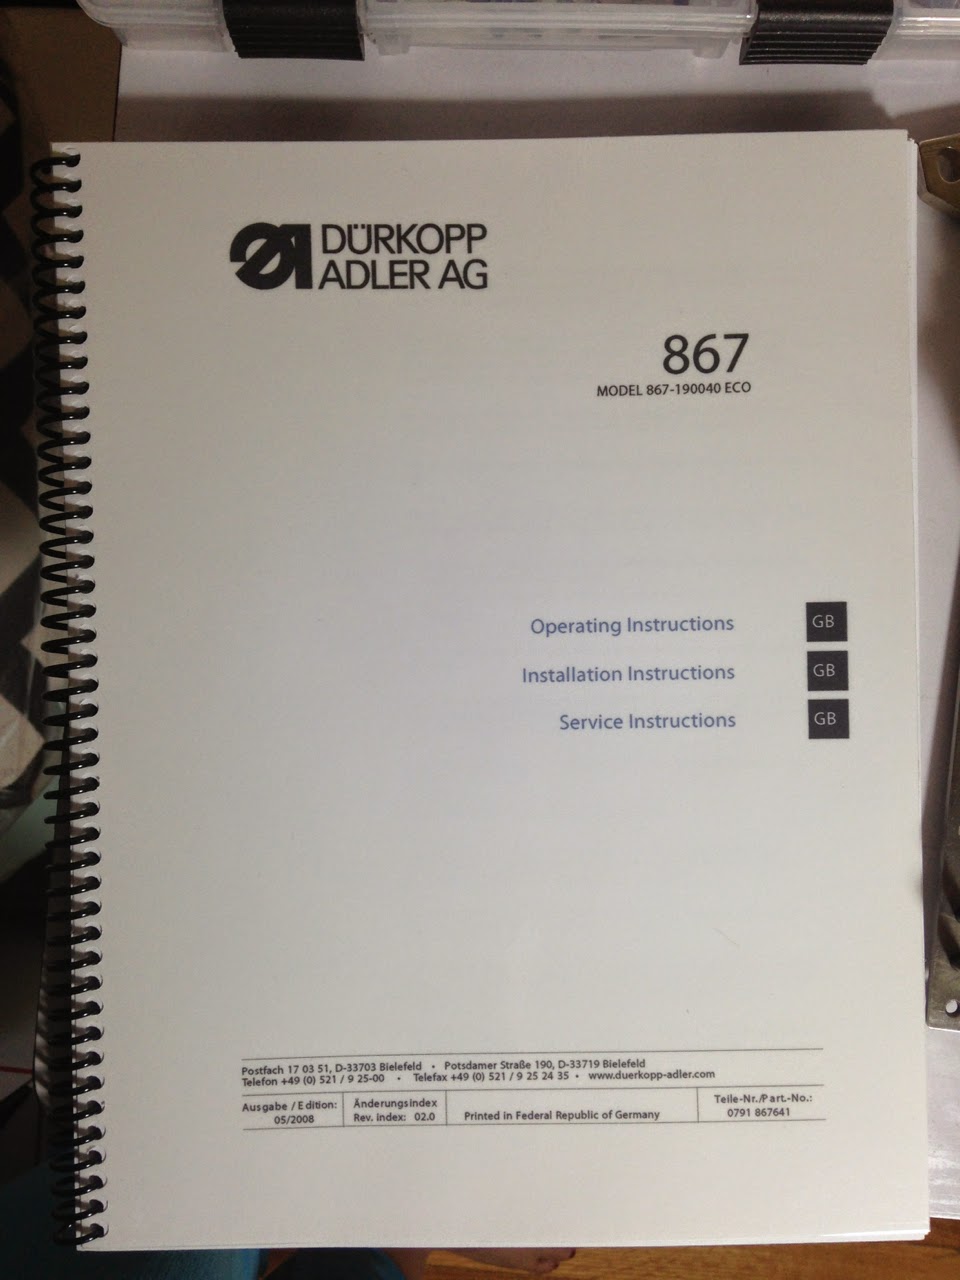 DÜRKOPP
ADLER AG
867
MODEL 867-190040 ECO
Operating Instructions GB
Installation Instructions GB
Service Instructions GB
Postfach 17 03 51, D-33703 Bielefeld • Potsdamer Straße 190, D-33719 Bielefeld
Telefon +49 (0) 521 / 9 25-00 • Telefax +49 (0) 521 / 9 25 24 35 • www.duerkopp-adler.com
Ausgabe / Edition:
05/2008
Änderungsindex
Rev. index: 02.0
Printed in Federal Republic of Germany
Teile-Nr./Part.-No.:
0791 867641